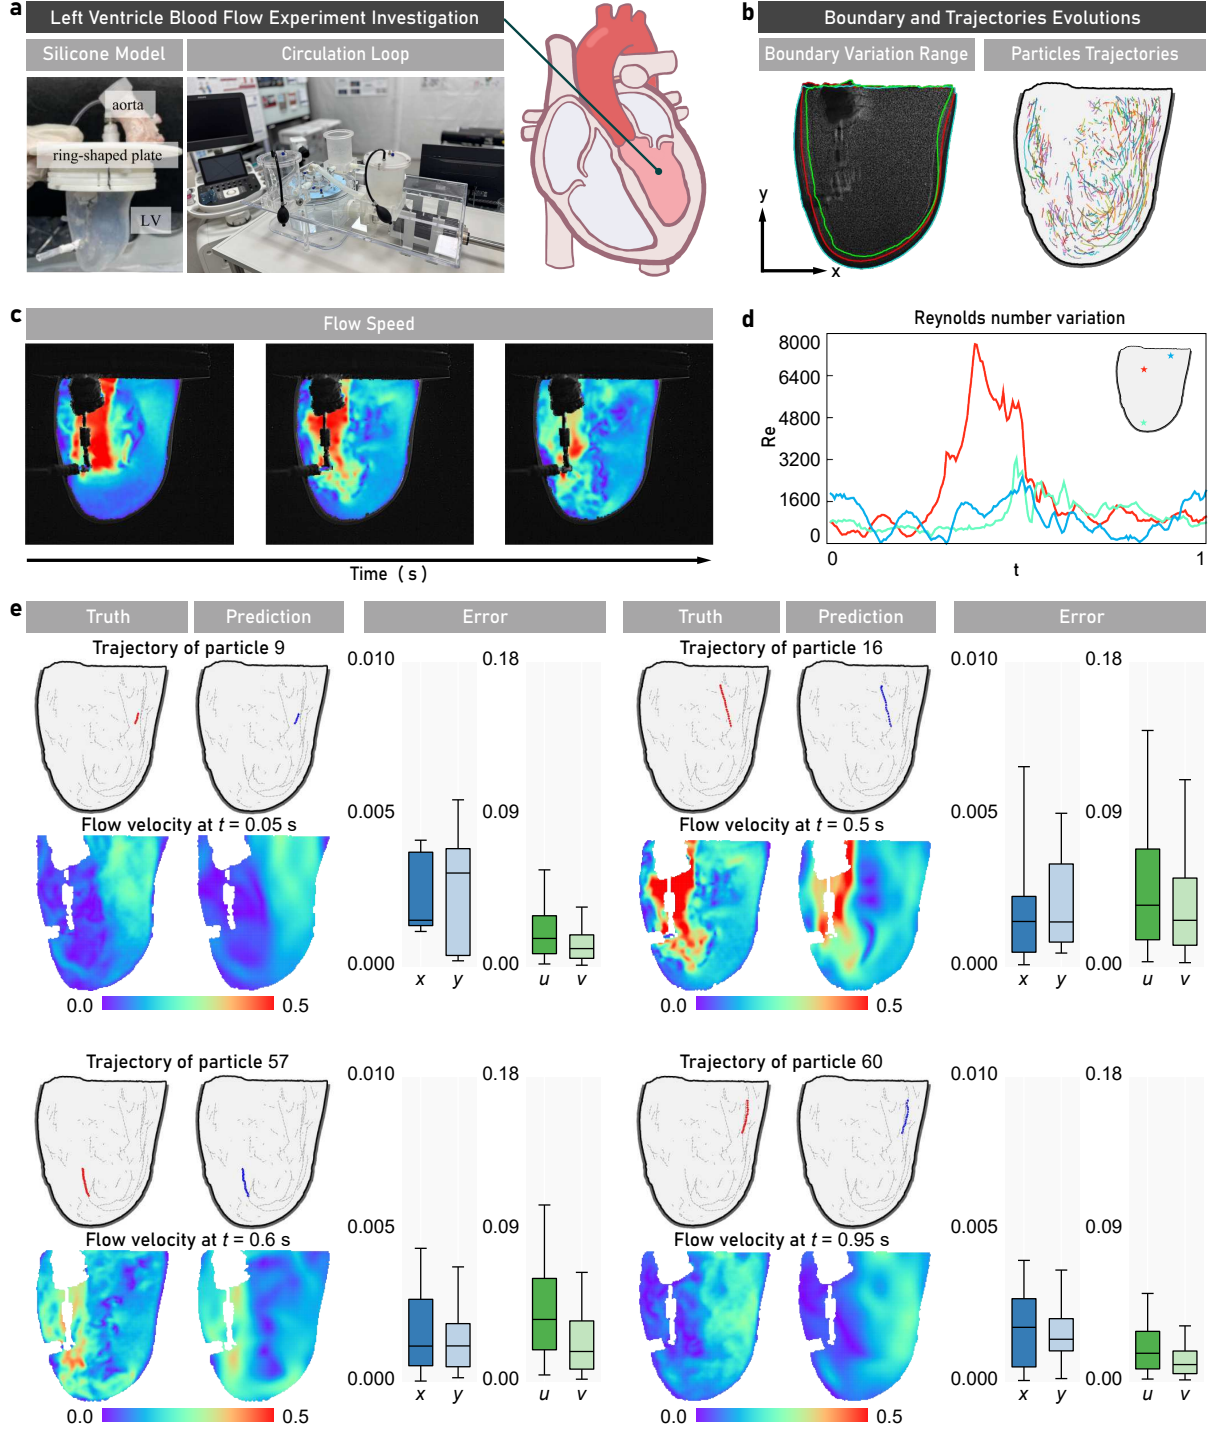 a
Left Ventricle Blood Flow Experiment Investigation
Silicone Model
Circulation Loop
aorta
ring-shaped plate
LV
b
Boundary and Trajectories Evolutions
Boundary Variation Range
Particles Trajectories
y
x
c
Flow Speed
Time ( s )
d
Reynolds number variation
8000
6400
4800
3200
1600
0
Re
0
1
t
e
Truth
Prediction
Error
Truth
Prediction
Error
Trajectory of particle 9
Flow velocity at t = 0.05 s
0.0
0.5
0.010
0.005
0.000
x
y
0.18
0.09
0.00
u
v
Trajectory of particle 16
Flow velocity at t = 0.5 s
0.0
0.5
0.010
0.005
0.000
x
y
0.18
0.09
0.00
u
v
Trajectory of particle 57
Flow velocity at t = 0.6 s
0.0
0.5
0.010
0.005
0.000
x
y
0.18
0.09
0.00
u
v
Trajectory of particle 60
Flow velocity at t = 0.95 s
0.0
0.5
0.010
0.005
0.000
x
y
0.18
0.09
0.00
u
v